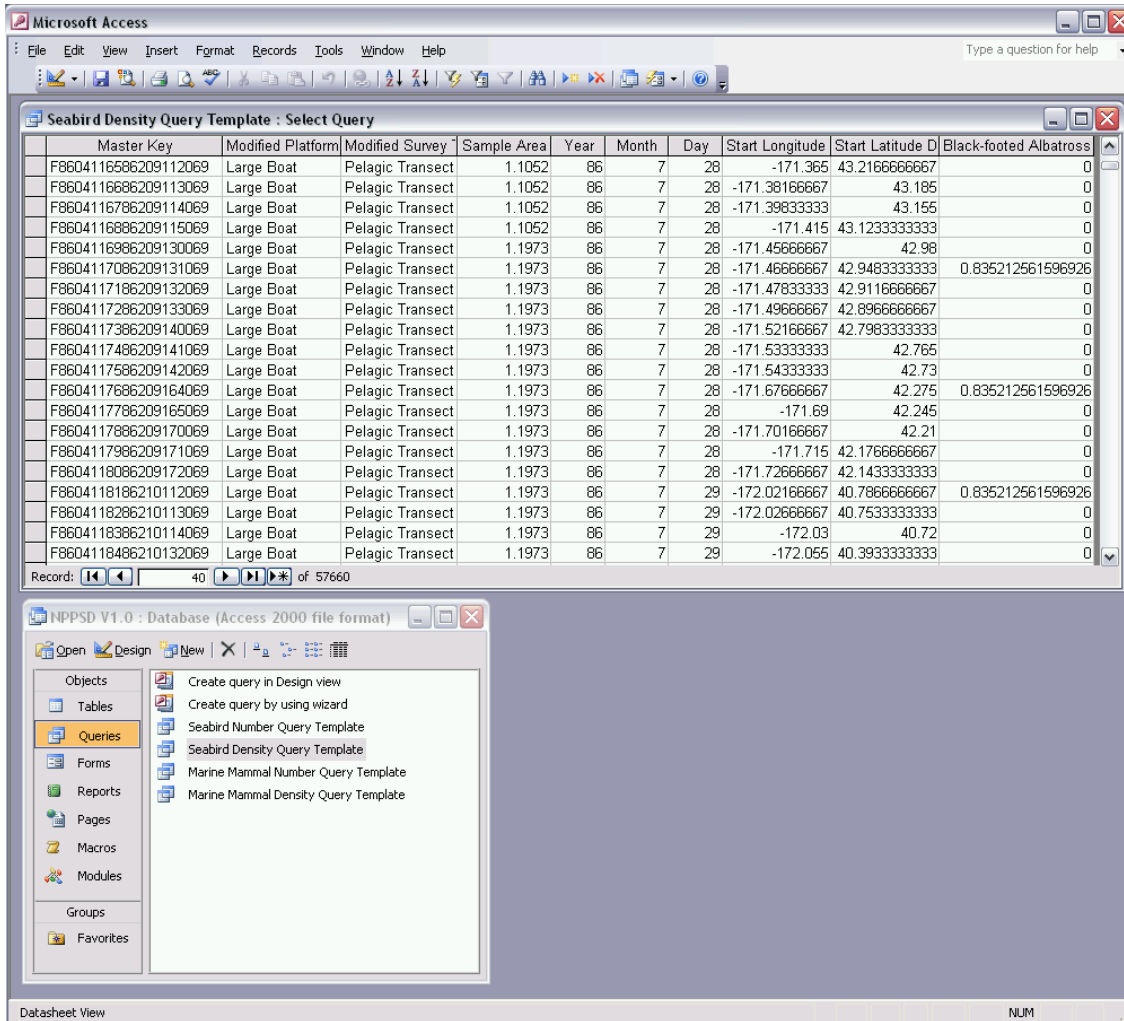 Microsoft Access
File Edit View Insert Format Records Tools Window Help Type a question for help
Seabird Density Query Template : Select Query
Master Key Modified Platform Modified Survey T Sample Area Year Month Day Start Longitude Start Latitude D Black-footed Albatross
F8604116586209112069 Large Boat Pelagic Transect 1.1052 86 7 28 -171.365 43.2166666667 0
F8604116686209113069 Large Boat Pelagic Transect 1.1052 86 7 28 -171.38166667 43.185 0
F8604116786209114069 Large Boat Pelagic Transect 1.1052 86 7 28 -171.39833333 43.155 0
F8604116886209115069 Large Boat Pelagic Transect 1.1052 86 7 28 -171.415 43.1233333333 0
F8604116986209130069 Large Boat Pelagic Transect 1.1973 86 7 28 -171.45666667 42.98 0
F8604117086209131069 Large Boat Pelagic Transect 1.1973 86 7 28 -171.46666667 42.9483333333 0.835212561596926
F8604117186209132069 Large Boat Pelagic Transect 1.1973 86 7 28 -171.47833333 42.9116666667 0
F8604117286209133069 Large Boat Pelagic Transect 1.1973 86 7 28 -171.49666667 42.8966666667 0
F8604117386209140069 Large Boat Pelagic Transect 1.1973 86 7 28 -171.52166667 42.7983333333 0
F8604117486209141069 Large Boat Pelagic Transect 1.1973 86 7 28 -171.53333333 42.765 0
F8604117586209142069 Large Boat Pelagic Transect 1.1973 86 7 28 -171.54333333 42.73 0
F8604117686209164069 Large Boat Pelagic Transect 1.1973 86 7 28 -171.67666667 42.275 0.835212561596926
F8604117786209165069 Large Boat Pelagic Transect 1.1973 86 7 28 -171.69 42.245 0
F8604117886209170069 Large Boat Pelagic Transect 1.1973 86 7 28 -171.70166667 42.21 0
F8604117986209171069 Large Boat Pelagic Transect 1.1973 86 7 28 -171.715 42.1766666667 0
F8604118086209172069 Large Boat Pelagic Transect 1.1973 86 7 28 -171.72666667 42.1433333333 0
F8604118186210112069 Large Boat Pelagic Transect 1.1973 86 7 29 -172.02166667 40.7866666667 0.835212561596926
F8604118286210113069 Large Boat Pelagic Transect 1.1973 86 7 29 -172.02666667 40.7533333333 0
F8604118386210114069 Large Boat Pelagic Transect 1.1973 86 7 29 -172.03 40.72 0
F8604118486210132069 Large Boat Pelagic Transect 1.1973 86 7 29 -172.055 40.3933333333 0
Record: 40 of 57660
NPPSD V1.0 : Database (Access 2000 file format)
Open Design New
Objects
Tables
Queries
Forms
Reports
Pages
Macros
Modules
Groups
Favorites
Create query in Design view
Create query by using wizard
Seabird Number Query Template
Seabird Density Query Template
Marine Mammal Number Query Template
Marine Mammal Density Query Template
Datasheet View NUM